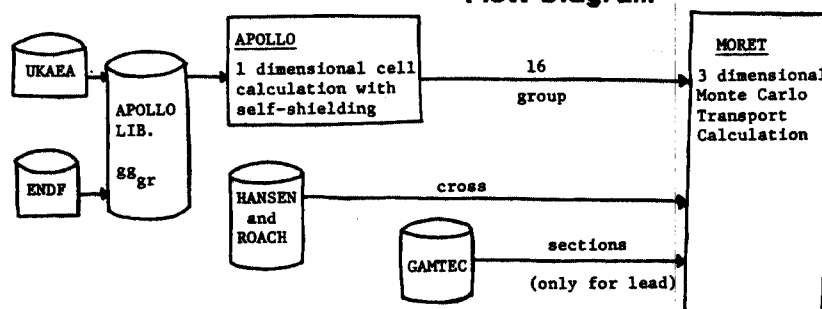 Flow Diagram
UKAEA
ENDF
APOLLO
LIB.
99gr
APOLLO
1 dimensional cell
calculation with
self-shielding
16
group
HANSEN
and
ROACH
cross
GAMTEC
sections
(only for lead)
MORET
3 dimensional
Monte Carlo
Transport
Calculation